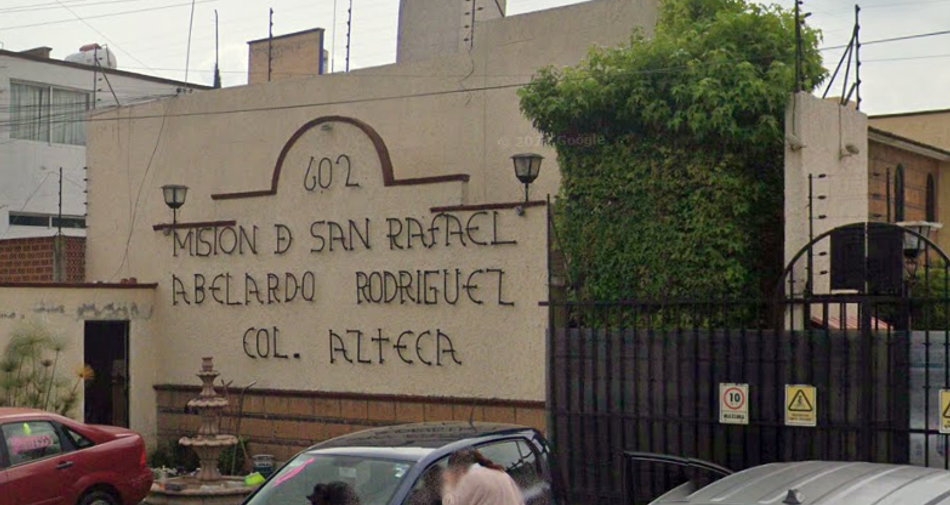 602
MISION D SAN RAFAEL
ABELARDO RODRIGUEZ
COL. AZTECA
10